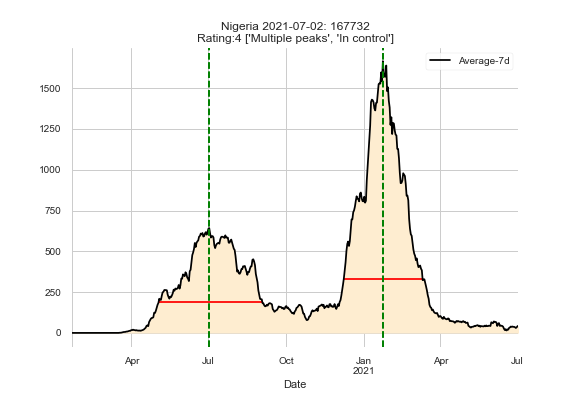 Nigeria 2021-07-02: 167732
Rating:4 ['Multiple peaks', 'In control']
Average-7d
1500
1250
1000
750
500
250
0
Apr
Jul
Oct
Jan
2021
Apr
Jul
Date